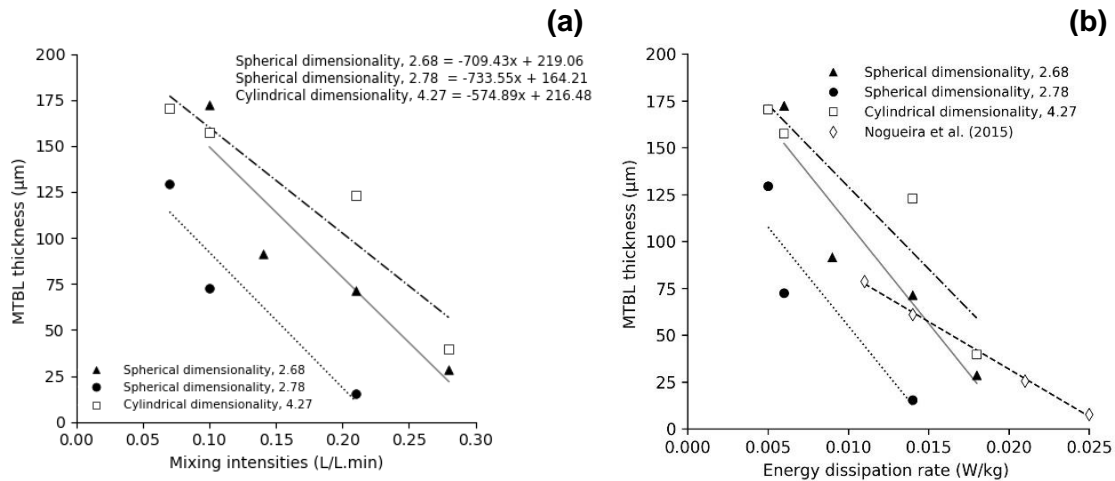 (a)
Spherical dimensionality, 2.68 = -709.43x + 219.06
Spherical dimensionality, 2.78 = -733.55x + 164.21
Cylindrical dimensionality, 4.27 = -574.89x + 216.48
MTBL thickness (µm)
200
175
150
125
100
75
50
25
0
Spherical dimensionality, 2.68
Spherical dimensionality, 2.78
Cylindrical dimensionality, 4.27
0.00 0.05 0.10 0.15 0.20 0.25 0.30
Mixing intensities (L/L.min)
(b)
Spherical dimensionality, 2.68
Spherical dimensionality, 2.78
Cylindrical dimensionality, 4.27
Nogueira et al. (2015)
MTBL thickness (µm)
200
175
150
125
100
75
50
25
0
0.000 0.005 0.010 0.015 0.020 0.025
Energy dissipation rate (W/kg)